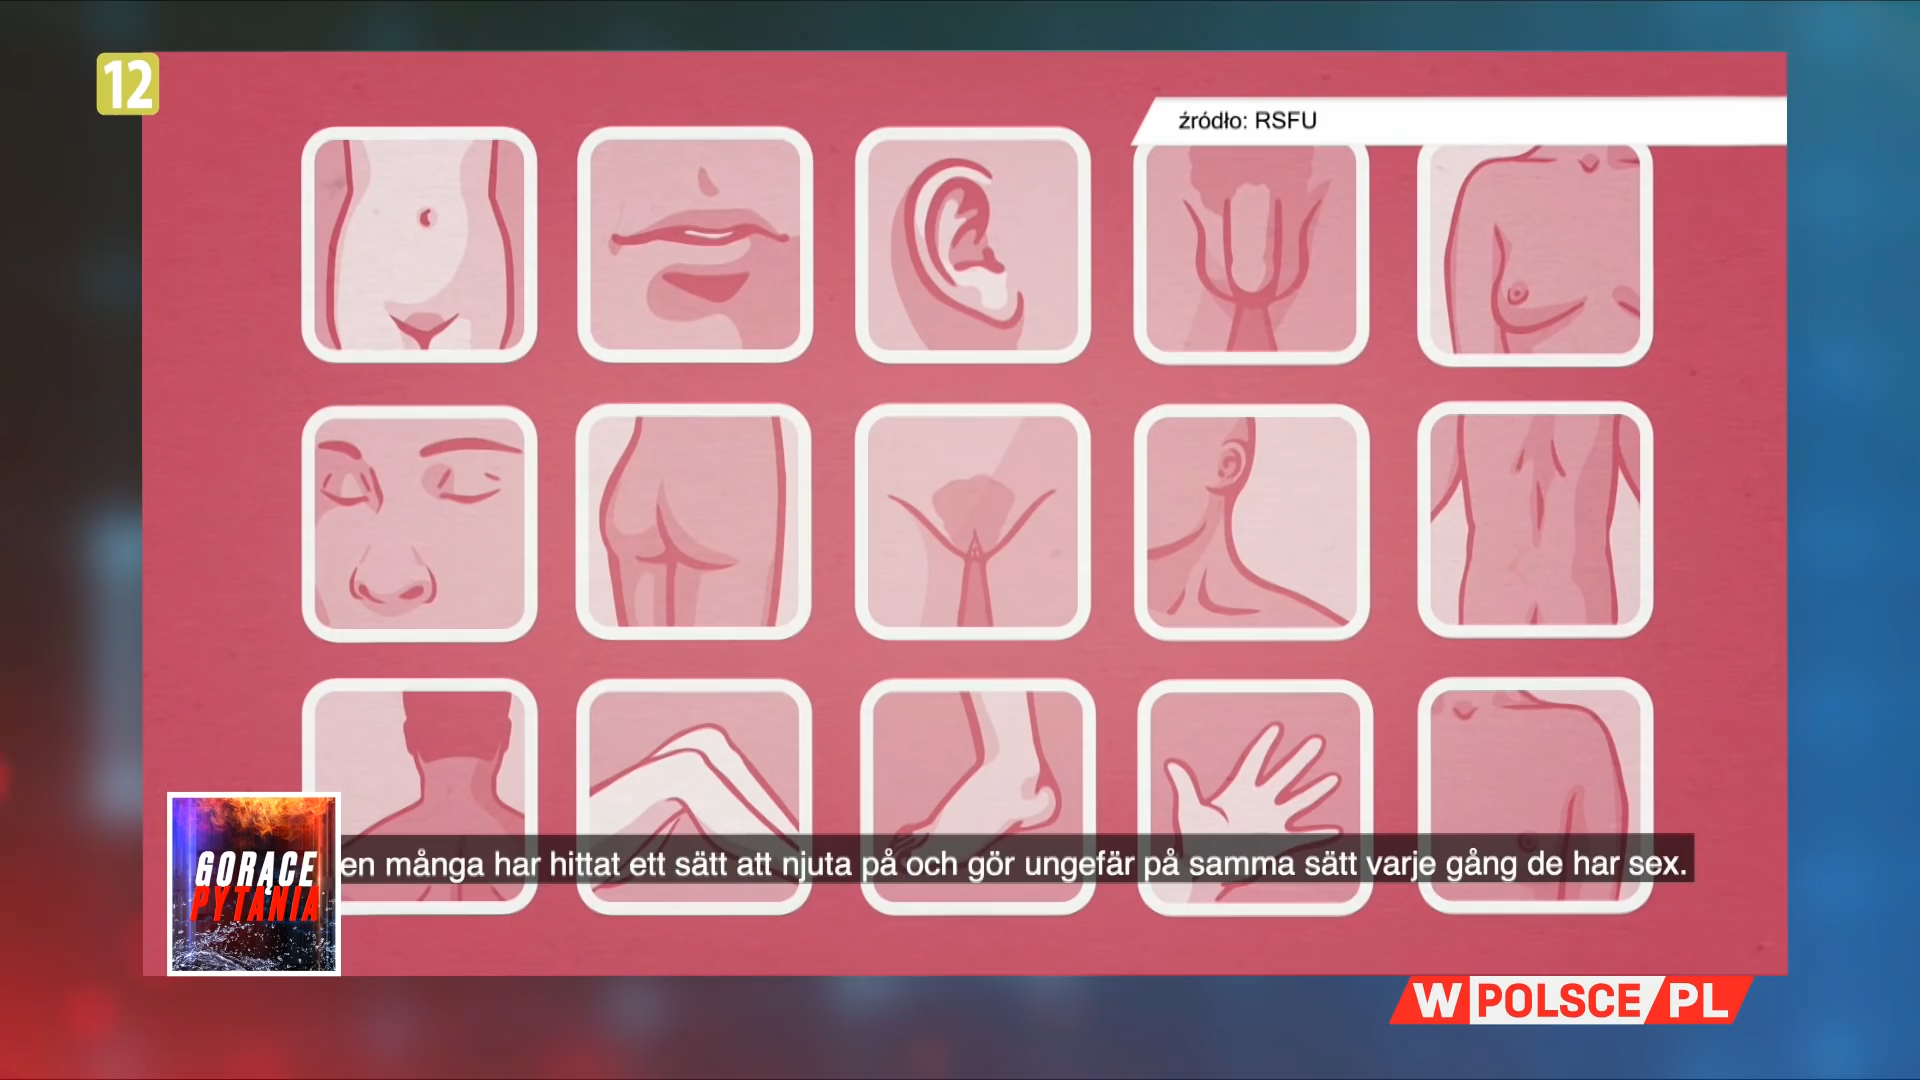 12
źródło: RSFU
en många har hittat ett sätt att njuta på och gör ungefär på samma sätt varje gång de har sex.
GORĄCE
PYTANIA
W POLSCE/PL